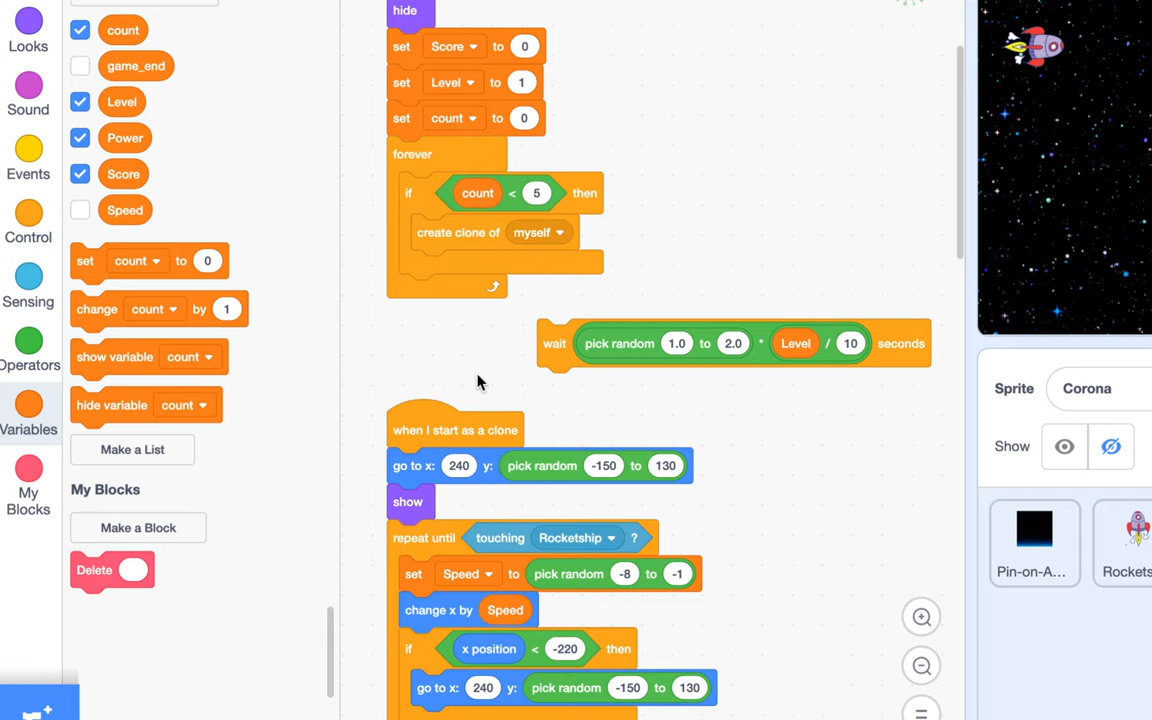 Looks
Sound
Events
Control
Sensing
Operators
Variables
My
Blocks
count
game_end
Level
Power
Score
Speed
set count to 0
change count by 1
show variable count
hide variable count
Make a List
My Blocks
Make a Block
Delete
hide
set Score to 0
set Level to 1
set count to 0
forever
if count < 5 then
create clone of myself
wait pick random 1.0 to 2.0 * Level / 10 seconds
when I start as a clone
go to x: 240 y: pick random -150 to 130
show
repeat until touching Rocketship ?
set Speed to pick random -8 to -1
change x by Speed
if x position < -220 then
go to x: 240 y: pick random -150 to 130
Sprite Corona
Show
Pin-on-A...
Rockets